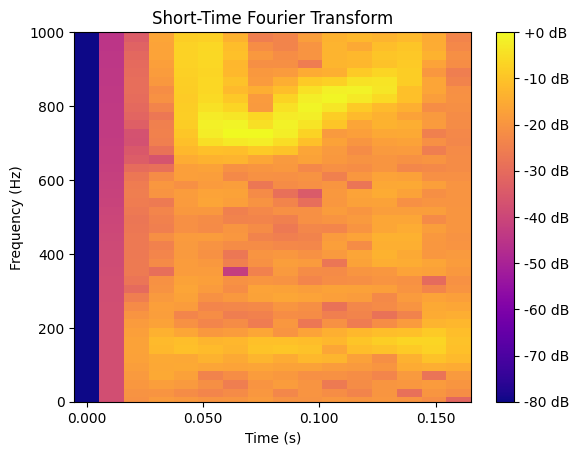 Short-Time Fourier Transform
1000
800
600
400
200
0
Frequency (Hz)
0.000
0.050
0.100
0.150
Time (s)
+0 dB
-10 dB
-20 dB
-30 dB
-40 dB
-50 dB
-60 dB
-70 dB
-80 dB